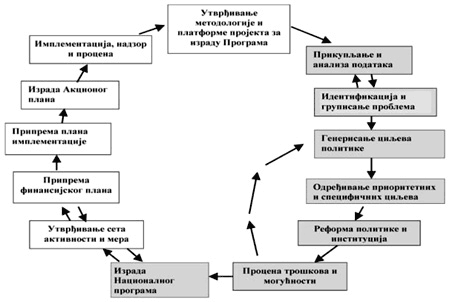 Утврђивање
методологије и
платформе пројекта за
израду Програма
Прикупљање и
анализа података
Идентификација и
груписање проблема
Генерисање циљева
политике
Одређивање приоритетних
и специфичних циљева
Реформа политике и
институција
Процена трошкова и
могућности
Израда
Националног
програма
Утврђивање сета
активности и мера
Припрема
финансијског плана
Припрема плана
имплементације
Израда Акционог
плана
Имплементација, надзор
и процена